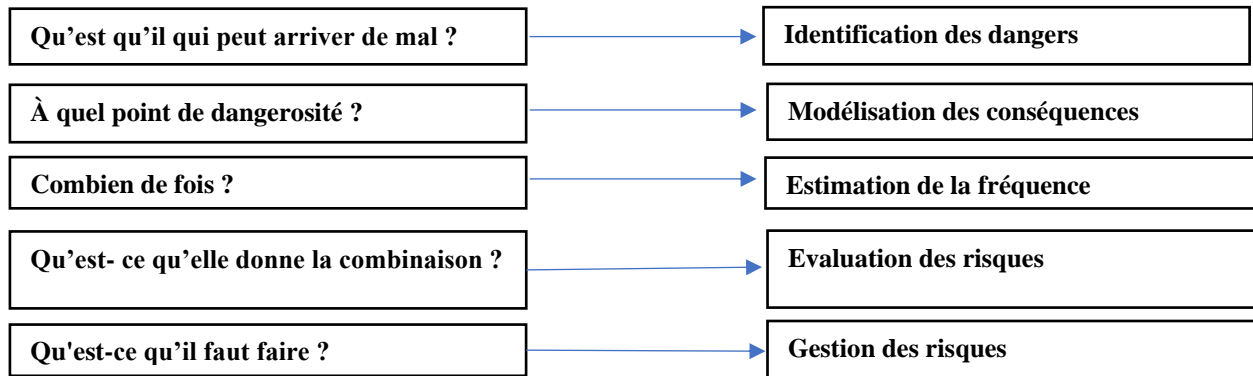 Qu’est qu’il qui peut arriver de mal ?
Identification des dangers
À quel point de dangerosité ?
Modélisation des conséquences
Combien de fois ?
Estimation de la fréquence
Qu’est- ce qu’elle donne la combinaison ?
Evaluation des risques
Qu'est-ce qu’il faut faire ?
Gestion des risques